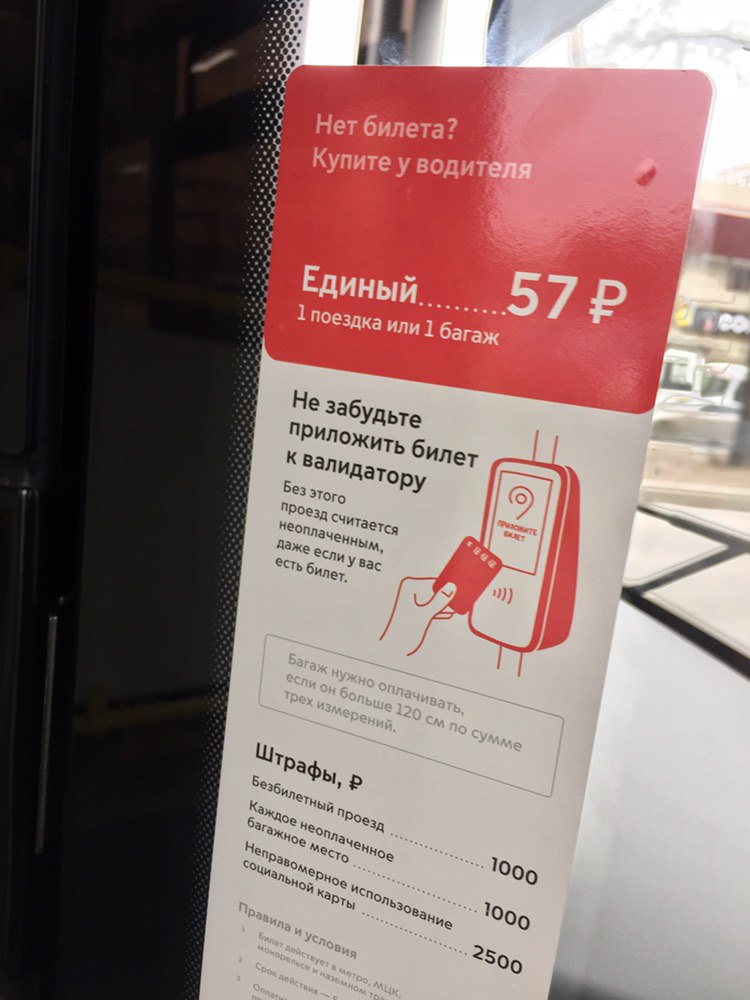 Нет билета?
Купите у водителя
Единый..........57 ₽
1 поездка или 1 багаж
Не забудьте
приложить билет
к валидатору
Без этого
проезд считается
неоплаченным,
даже если у вас
есть билет.
ПРИЛОЖИТЕ
БИЛЕТ
Багаж нужно оплачивать,
если он больше 120 см по сумме
трех измерений.
Штрафы, ₽
Безбилетный проезд ................ 1000
Каждое неоплаченное
багажное место ..................... 1000
Неправомерное использование
социальной карты .................. 2500
Правила и условия
1 Билет действует в метро, МЦК,
монорельсе и наземном
2 Срок действия —
3